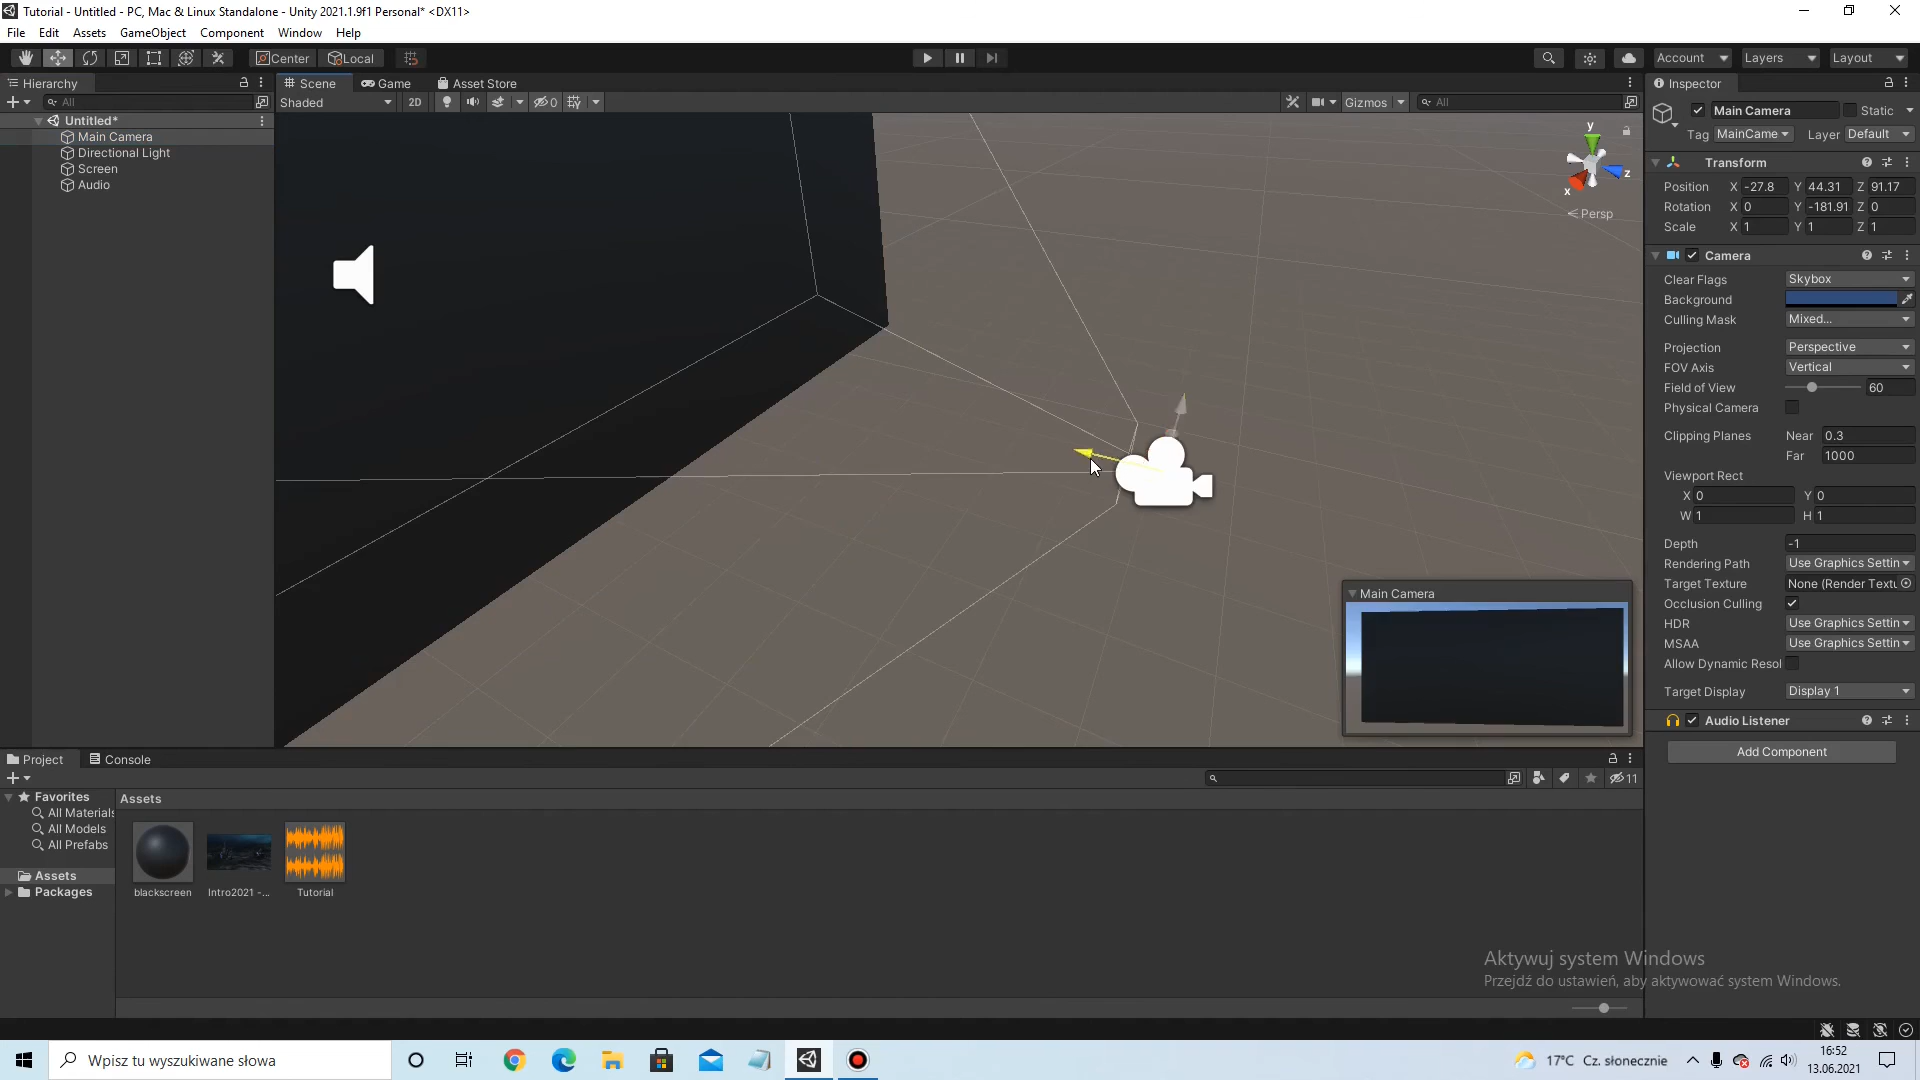 Tutorial - Untitled - PC, Mac & Linux Standalone - Unity 2021.1.9f1 Personal* <DX11>
File Edit Assets GameObject Component Window Help
Center Local Account Layers Layout
Hierarchy Scene Game Asset Store Inspector
All Shaded 2D 0 Gizmos All
Untitled*
Main Camera
Directional Light
Screen
Audio
y
z
x
Persp
Main Camera Static
Tag MainCame Layer Default
Transform
Position X -27.8 Y 44.31 Z 91.17
Rotation X 0 Y -181.91 Z 0
Scale X 1 Y 1 Z 1
Camera
Clear Flags Skybox
Background
Culling Mask Mixed...
Projection Perspective
FOV Axis Vertical
Field of View 60
Physical Camera
Clipping Planes Near 0.3
Far 1000
Viewport Rect
X 0 Y 0
W 1 H 1
Depth -1
Rendering Path Use Graphics Settin
Target Texture None (Render Textu
Occlusion Culling
HDR Use Graphics Settin
MSAA Use Graphics Settin
Allow Dynamic Resol
Target Display Display 1
Audio Listener
Add Component
Main Camera
Project Console
11
Favorites
All Materials
All Models
All Prefabs
Assets
Packages
Assets
blackscreen Intro2021 -... Tutorial
Aktywuj system Windows
Przejdź do ustawień, aby aktywować system Windows.
Wpisz tu wyszukiwane słowa
17°C Cz. słonecznie
16:52
13.06.2021